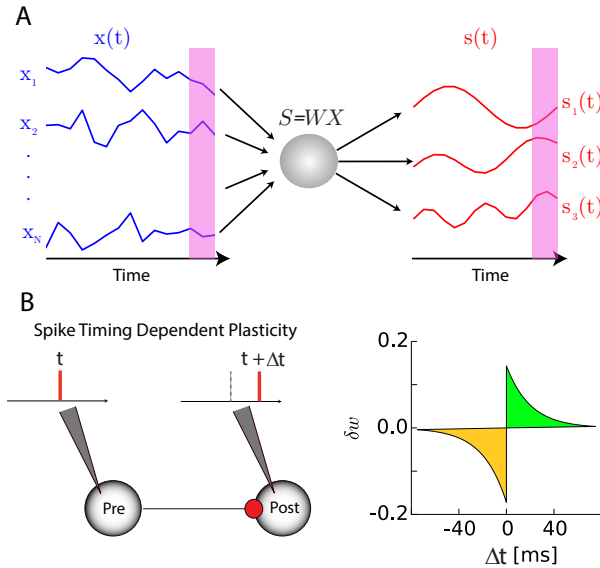 A
x(t)
s(t)
x₁
x₂
.
.
.
x_N
S=WX
s₁(t)
s₂(t)
s₃(t)
Time
Time
B
Spike Timing Dependent Plasticity
t
t + Δt
Pre
Post
0.2
0.0
-0.2
δw
-40
0
40
Δt [ms]